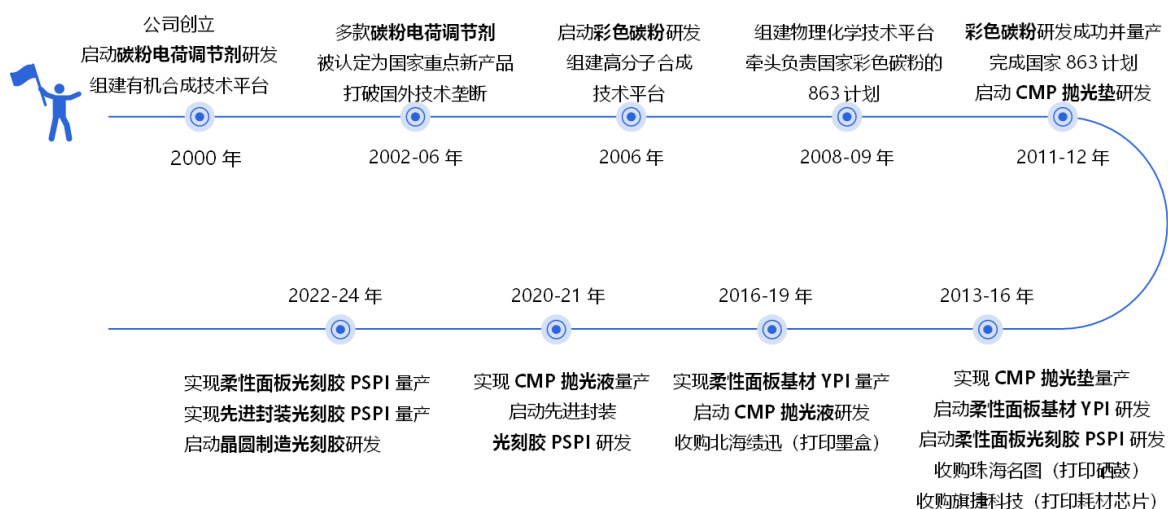 公司创立
启动碳粉电荷调节剂研发
组建有机合成技术平台
2000 年
多款碳粉电荷调节剂
被认定为国家重点新产品
打破国外技术垄断
2002-06 年
启动彩色碳粉研发
组建高分子合成
技术平台
2006 年
组建物理化学技术平台
牵头负责国家彩色碳粉的
863 计划
2008-09 年
彩色碳粉研发成功并量产
完成国家 863 计划
启动 CMP 抛光垫研发
2011-12 年
2013-16 年
实现 CMP 抛光垫量产
启动柔性面板基材 YPI 研发
启动柔性面板光刻胶 PSPI 研发
收购珠海名图（打印硒鼓）
收购旗捷科技（打印耗材芯片）
2016-19 年
实现柔性面板基材 YPI 量产
启动 CMP 抛光液研发
收购北海绩迅（打印墨盒）
2020-21 年
实现 CMP 抛光液量产
启动先进封装
光刻胶 PSPI 研发
2022-24 年
实现柔性面板光刻胶 PSPI 量产
实现先进封装光刻胶 PSPI 量产
启动晶圆制造光刻胶研发